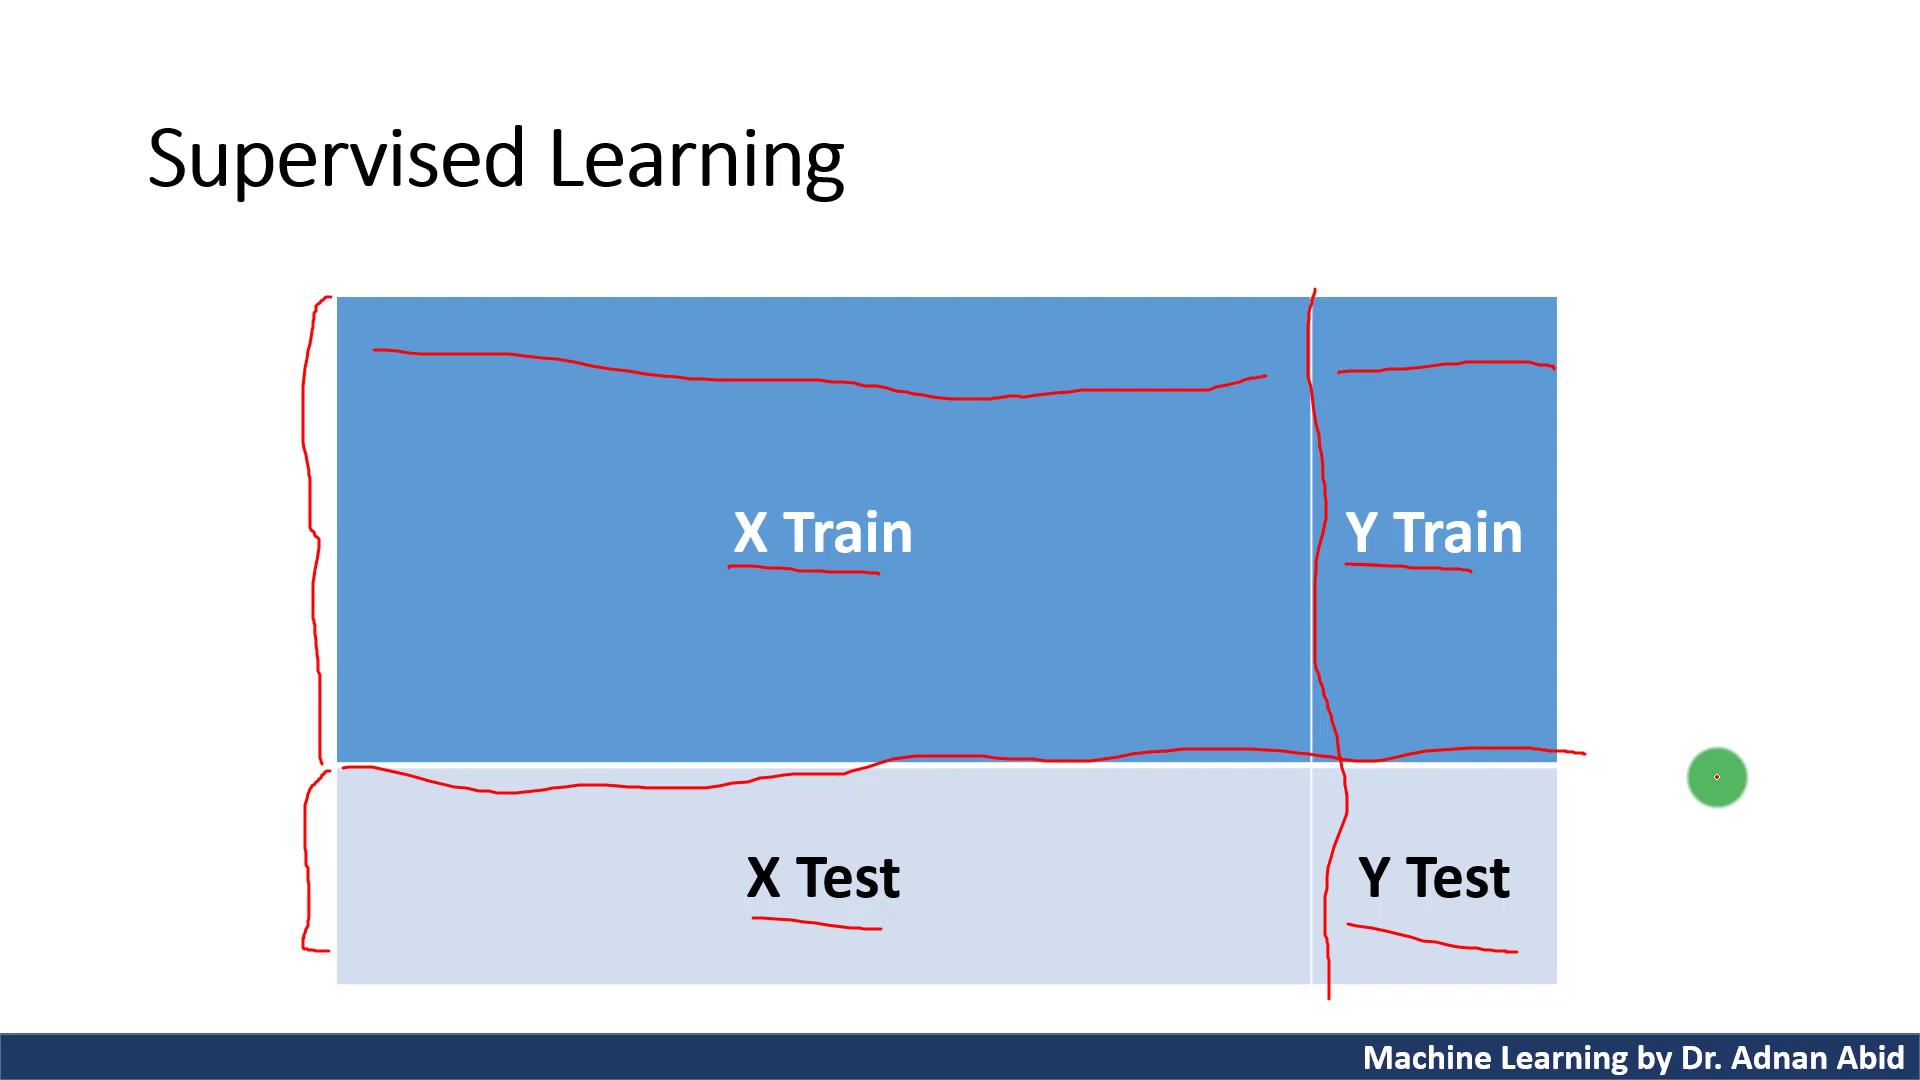 Supervised Learning
X Train
Y Train
X Test
Y Test
Machine Learning by Dr. Adnan Abid